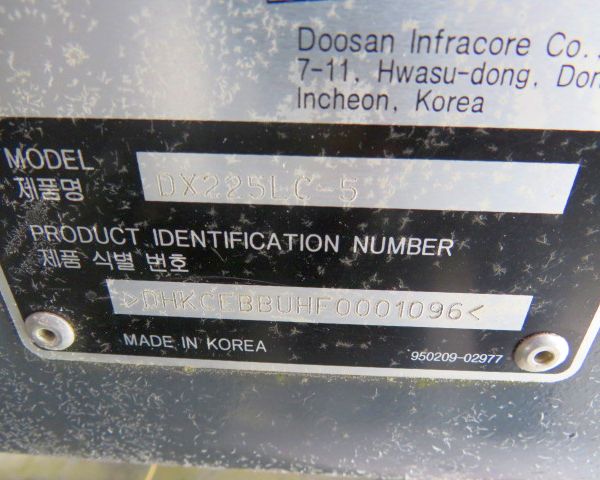 Doosan Infracore Co.,
7-11, Hwasu-dong, Don
Incheon, Korea
MODEL
제품명
DX225LC-5
PRODUCT IDENTIFICATION NUMBER
제품 식별 번호
>DHKCEBBUHF0001096<
MADE IN KOREA
950209-02977